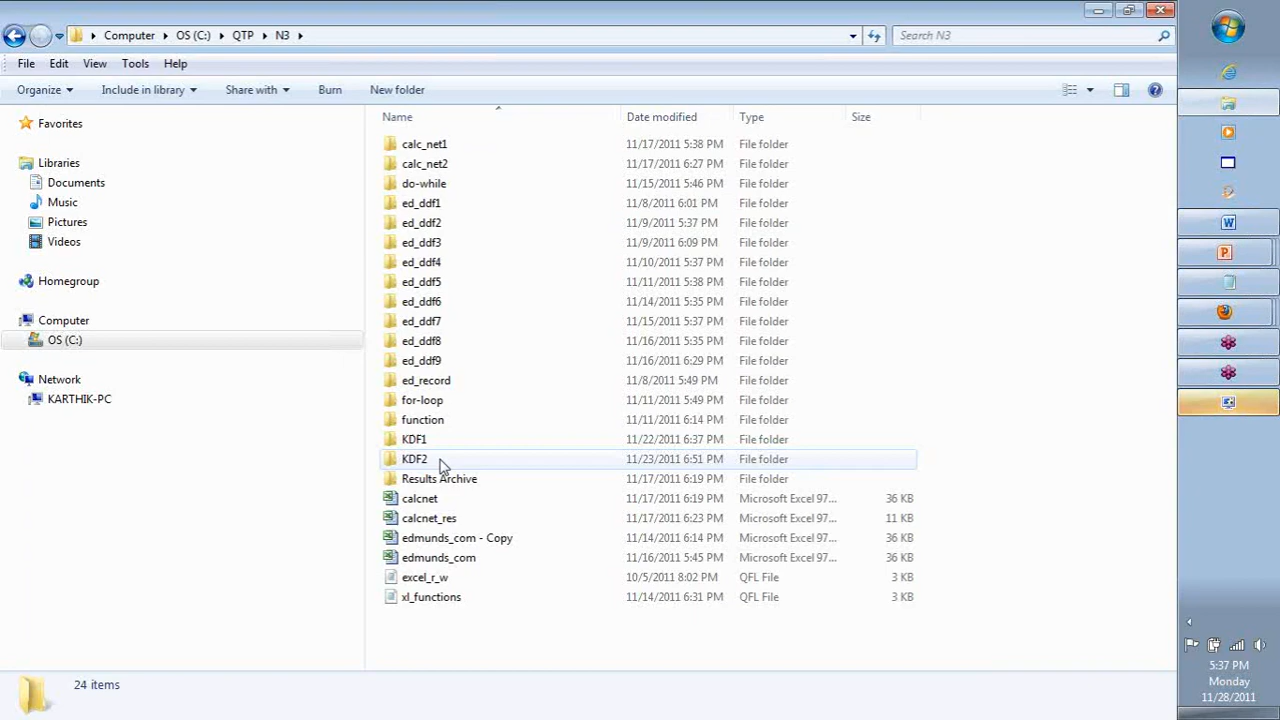 Computer OS (C:) QTP N3
Search N3
File Edit View Tools Help
Organize Include in library Share with Burn New folder
Name Date modified Type Size
Favorites
Libraries
Documents
Music
Pictures
Videos
Homegroup
Computer
OS (C:)
Network
KARTHIK-PC
calc_net1 11/17/2011 5:38 PM File folder
calc_net2 11/17/2011 6:27 PM File folder
do-while 11/15/2011 5:46 PM File folder
ed_ddf1 11/8/2011 6:01 PM File folder
ed_ddf2 11/9/2011 5:37 PM File folder
ed_ddf3 11/9/2011 6:09 PM File folder
ed_ddf4 11/10/2011 5:37 PM File folder
ed_ddf5 11/11/2011 5:38 PM File folder
ed_ddf6 11/14/2011 5:35 PM File folder
ed_ddf7 11/15/2011 5:37 PM File folder
ed_ddf8 11/16/2011 5:35 PM File folder
ed_ddf9 11/16/2011 6:29 PM File folder
ed_record 11/8/2011 5:49 PM File folder
for-loop 11/11/2011 5:49 PM File folder
function 11/11/2011 6:14 PM File folder
KDF1 11/22/2011 6:37 PM File folder
KDF2 11/23/2011 6:51 PM File folder
Results Archive 11/17/2011 6:19 PM File folder
calcnet 11/17/2011 6:19 PM Microsoft Excel 97... 36 KB
calcnet_res 11/17/2011 6:23 PM Microsoft Excel 97... 11 KB
edmunds_com - Copy 11/14/2011 6:14 PM Microsoft Excel 97... 36 KB
edmunds_com 11/16/2011 5:45 PM Microsoft Excel 97... 36 KB
excel_r_w 10/5/2011 8:02 PM QFL File 3 KB
xl_functions 11/14/2011 6:31 PM QFL File 3 KB
24 items
5:37 PM
Monday
11/28/2011